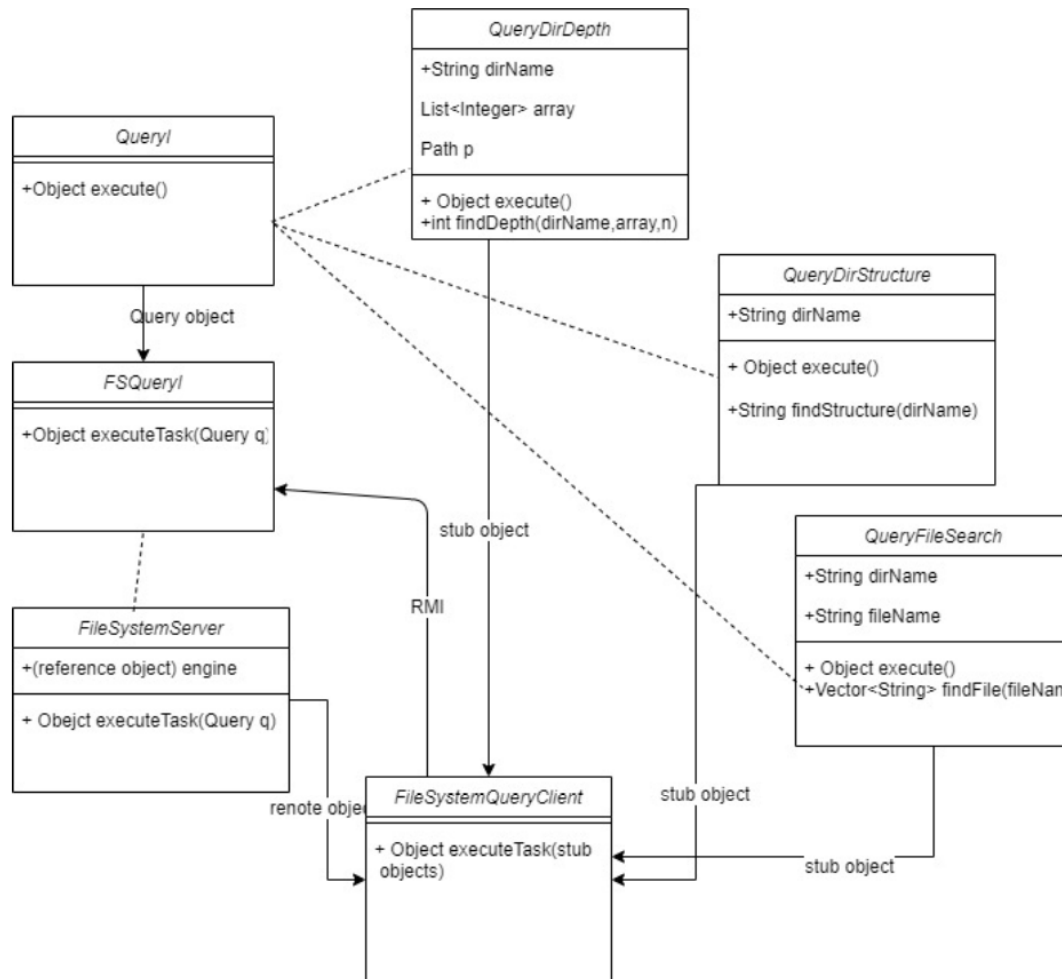 QueryDirDepth
+String dirName
List<Integer> array
Path p
+ Object execute()
+int findDepth(dirName,array,n)
QueryI
+Object execute()
Query object
QueryDirStructure
+String dirName
+ Object execute()
+String findStructure(dirName)
FSQueryI
+Object executeTask(Query q)
stub object
RMI
QueryFileSearch
+String dirName
+String fileName
+ Object execute()
+Vector<String> findFile(fileNam
FileSystemServer
+(reference object) engine
+ Obejct executeTask(Query q)
renote objec
FileSystemQueryClient
+ Object executeTask(stub
objects)
stub object
stub object